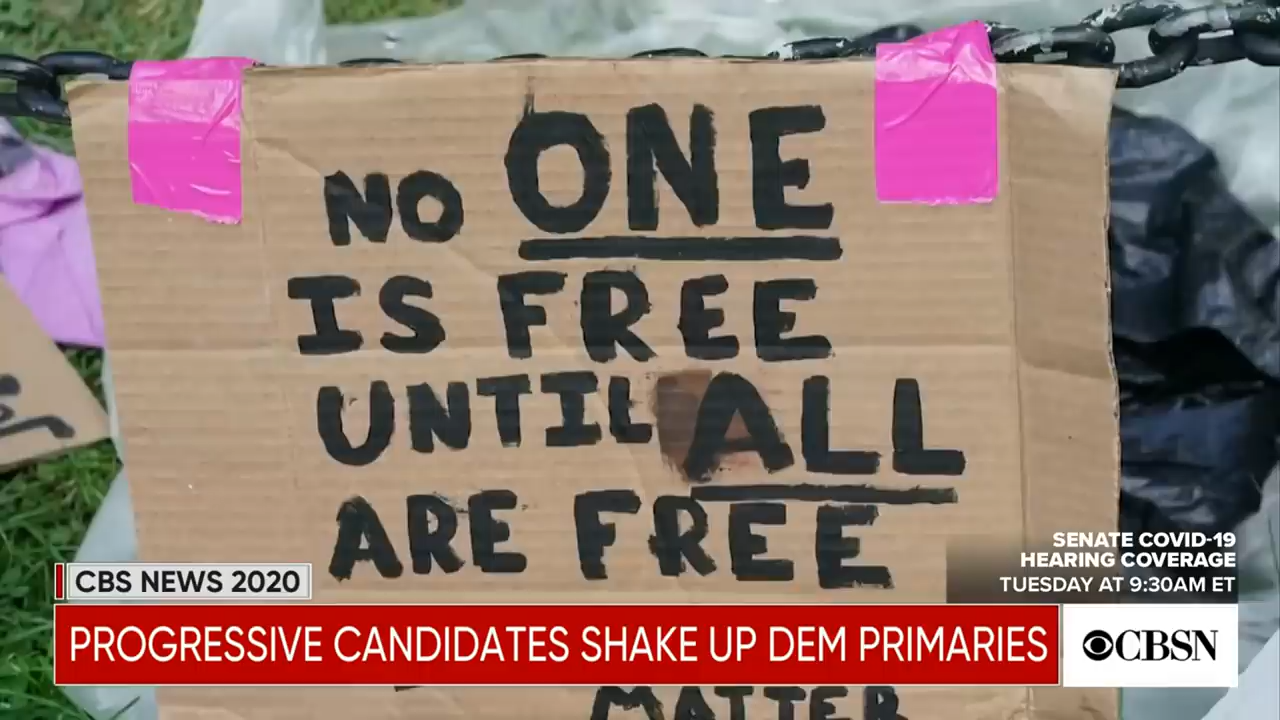 NO ONE
IS FREE
UNTIL ALL
ARE FREE
MATTER
SENATE COVID-19
HEARING COVERAGE
TUESDAY AT 9:30AM ET
CBS NEWS 2020
PROGRESSIVE CANDIDATES SHAKE UP DEM PRIMARIES
CBSN